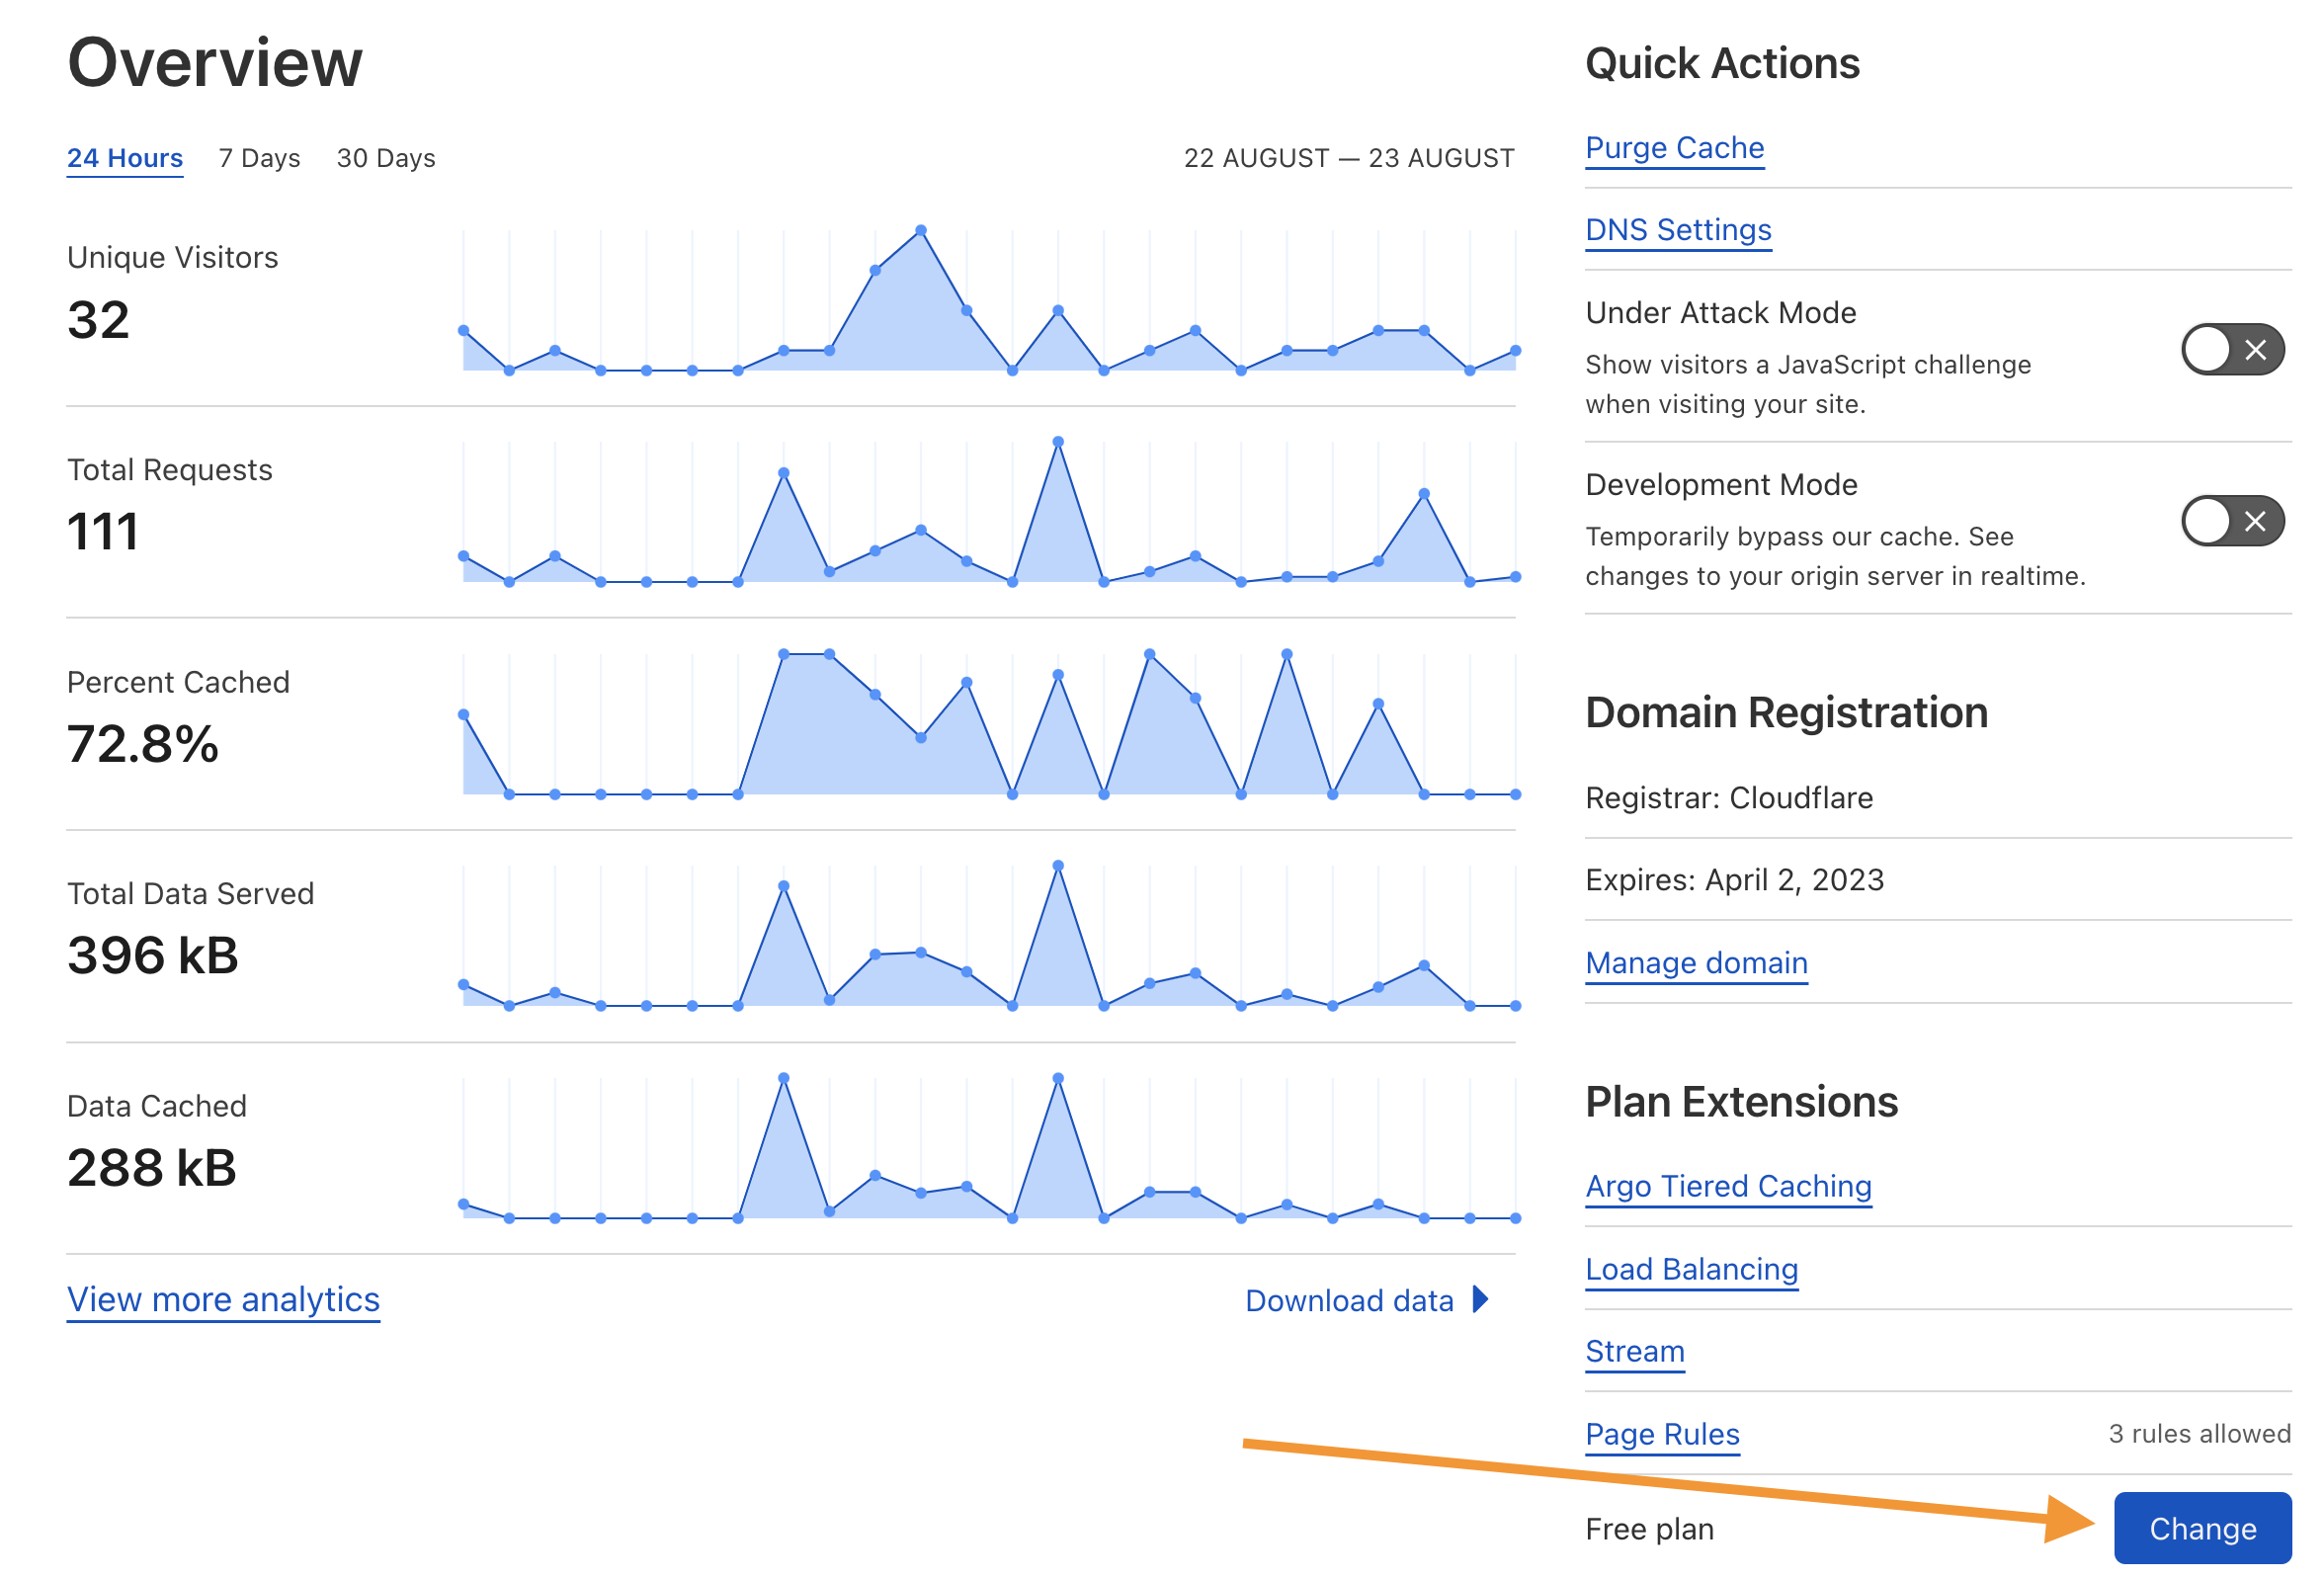 Overview
24 Hours 7 Days 30 Days
22 AUGUST — 23 AUGUST
Unique Visitors
32
Total Requests
111
Percent Cached
72.8%
Total Data Served
396 kB
Data Cached
288 kB
View more analytics
Download data
Quick Actions
Purge Cache
DNS Settings
Under Attack Mode
Show visitors a JavaScript challenge
when visiting your site.
Development Mode
Temporarily bypass our cache. See
changes to your origin server in realtime.
Domain Registration
Registrar: Cloudflare
Expires: April 2, 2023
Manage domain
Plan Extensions
Argo Tiered Caching
Load Balancing
Stream
Page Rules
3 rules allowed
Free plan
Change